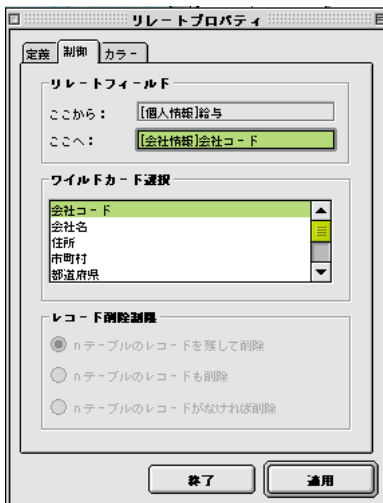 リレートプロパティ
定義 制御 カラー
リレートフィールド
ここから： [個人情報]給与
ここへ： [会社情報]会社コード
ワイルドカード選択
会社コード
会社名
住所
市町村
都道府県
レコード削除制限
nテーブルのレコードを残して削除
nテーブルのレコードも削除
nテーブルのレコードがなければ削除
終了 適用